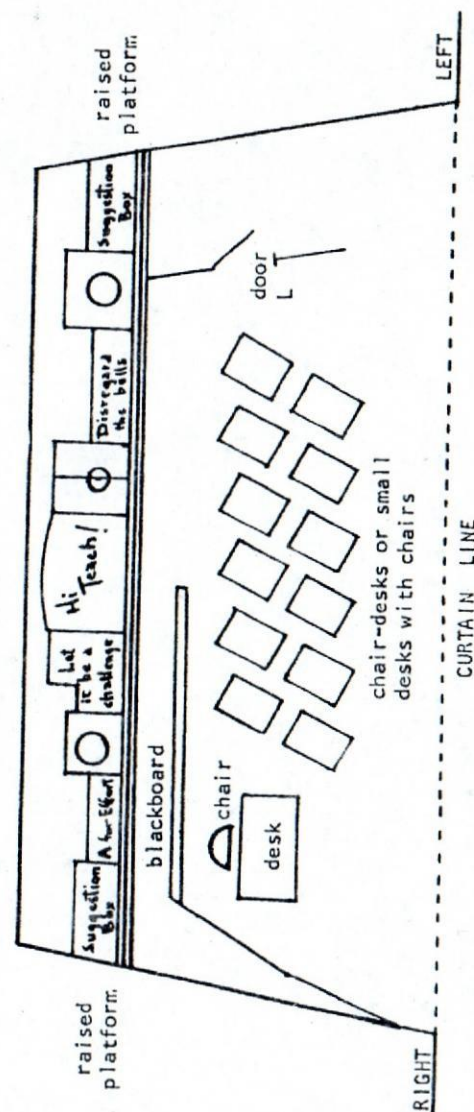 raised
platform
raised
platform
Suggestion
Box
A for Effort
Let
it be a
challenge
Hi
Teach!
Disregard
the bells
Suggestion
Box
blackboard
door
L
chair
desk
chair-desks or small
desks with chairs
RIGHT
CURTAIN LINE
LEFT